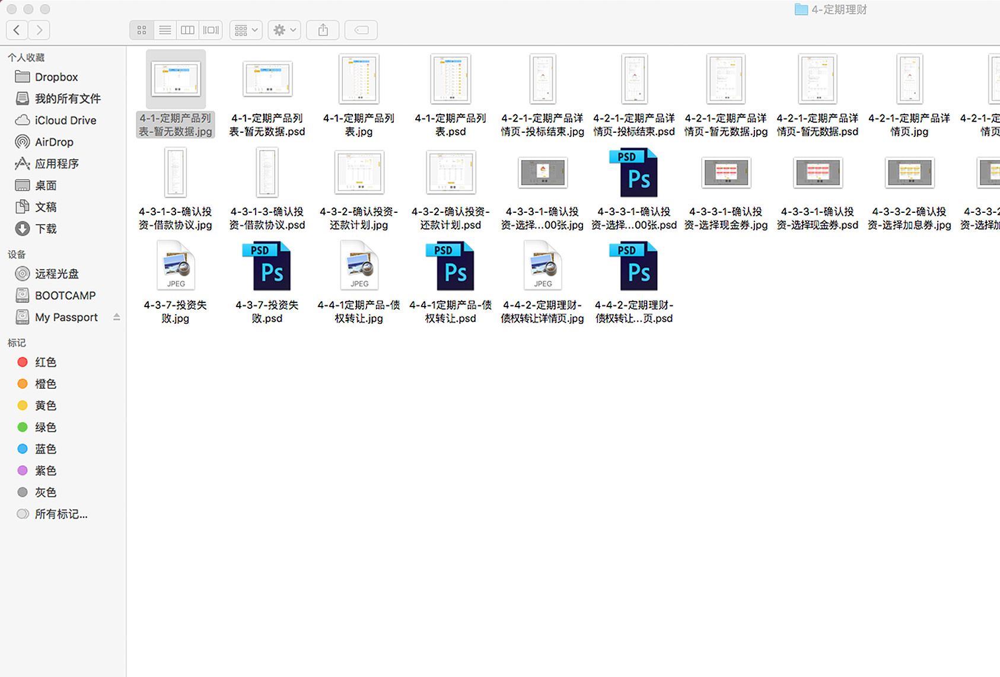 4-定期理财
个人收藏
Dropbox
我的所有文件
iCloud Drive
AirDrop
应用程序
桌面
文稿
下载
设备
远程光盘
BOOTCAMP
My Passport
标记
红色
橙色
黄色
绿色
蓝色
紫色
灰色
所有标记...
4-1-定期产品列
表-暂无数据.jpg
4-1-定期产品列
表-暂无数据.psd
4-1-定期产品列
表.jpg
4-1-定期产品列
表.psd
4-2-1-定期产品详
情页-投标结束.jpg
4-2-1-定期产品详
情页-投标结束.psd
4-2-1-定期产品详
情页-暂无数据.jpg
4-2-1-定期产品详
情页-暂无数据.psd
4-2-1-定期产品详
情页.jpg
4-2-1-定
情页
4-3-1-3-确认投
资-借款协议.jpg
4-3-1-3-确认投
资-借款协议.psd
4-3-2-确认投资-
还款计划.jpg
4-3-2-确认投资-
还款计划.psd
4-3-3-1-确认投
资-选择...00张.jpg
PSD
Ps
4-3-3-1-确认投
资-选择...00张.psd
4-3-3-1-确认投
资-选择现金券.jpg
4-3-3-1-确认投
资-选择现金券.psd
4-3-3-2-确认投
资-选择加息券.jpg
4-3-3-2
资-选择加
JPEG
4-3-7-投资失
败.jpg
PSD
Ps
4-3-7-投资失
败.psd
JPEG
4-4-1定期产品-债
权转让.jpg
PSD
Ps
4-4-1定期产品-债
权转让.psd
JPEG
4-4-2-定期理财-
债权转让详情页.jpg
PSD
Ps
4-4-2-定期理财-
债权转让...页.psd